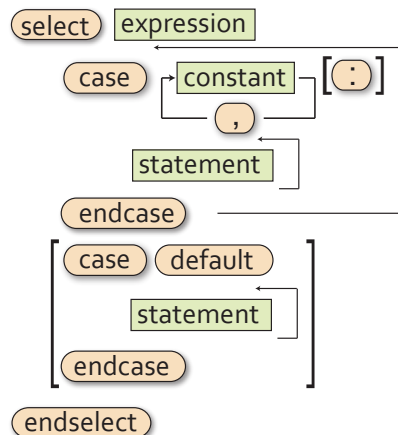 select expression
case constant [ : ]
,
statement
endcase
case default
statement
endcase
endselect